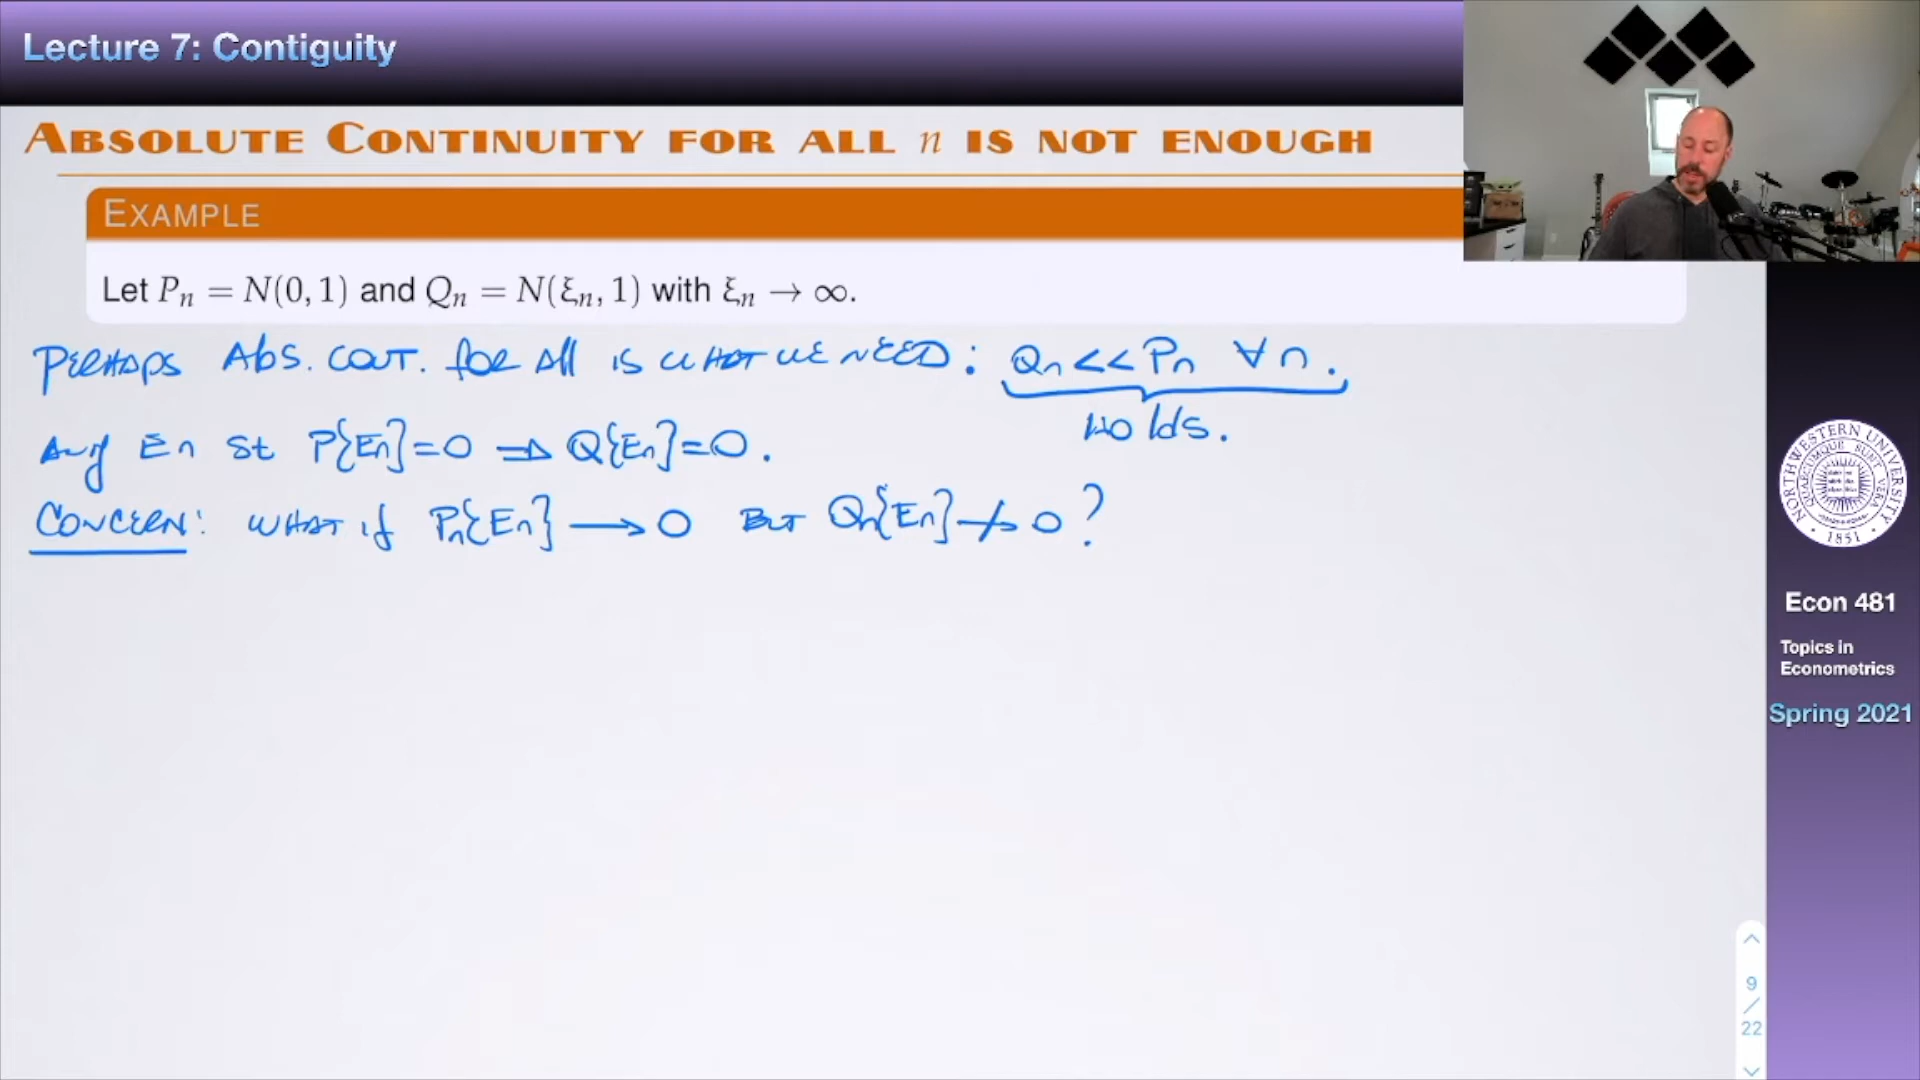 Lecture 7: Contiguity
ABSOLUTE CONTINUITY FOR ALL n IS NOT ENOUGH
EXAMPLE
Let Pₙ = N(0, 1) and Qₙ = N(ξₙ, 1) with ξₙ → ∞.
PERHAPS Abs. CONT. for All is WHAT WE NEED: Qₙ << Pₙ ∀n.
Holds.
Any Eₙ st P{Eₙ}=0 ⇒ Q{Eₙ}=0.
CONCERN: WHAT if Pₙ{Eₙ} → 0 BUT Qₙ{Eₙ} ↛ 0?
NORTHWESTERN UNIVERSITY
1851
Econ 481
Topics in
Econometrics
Spring 2021
9
/
22